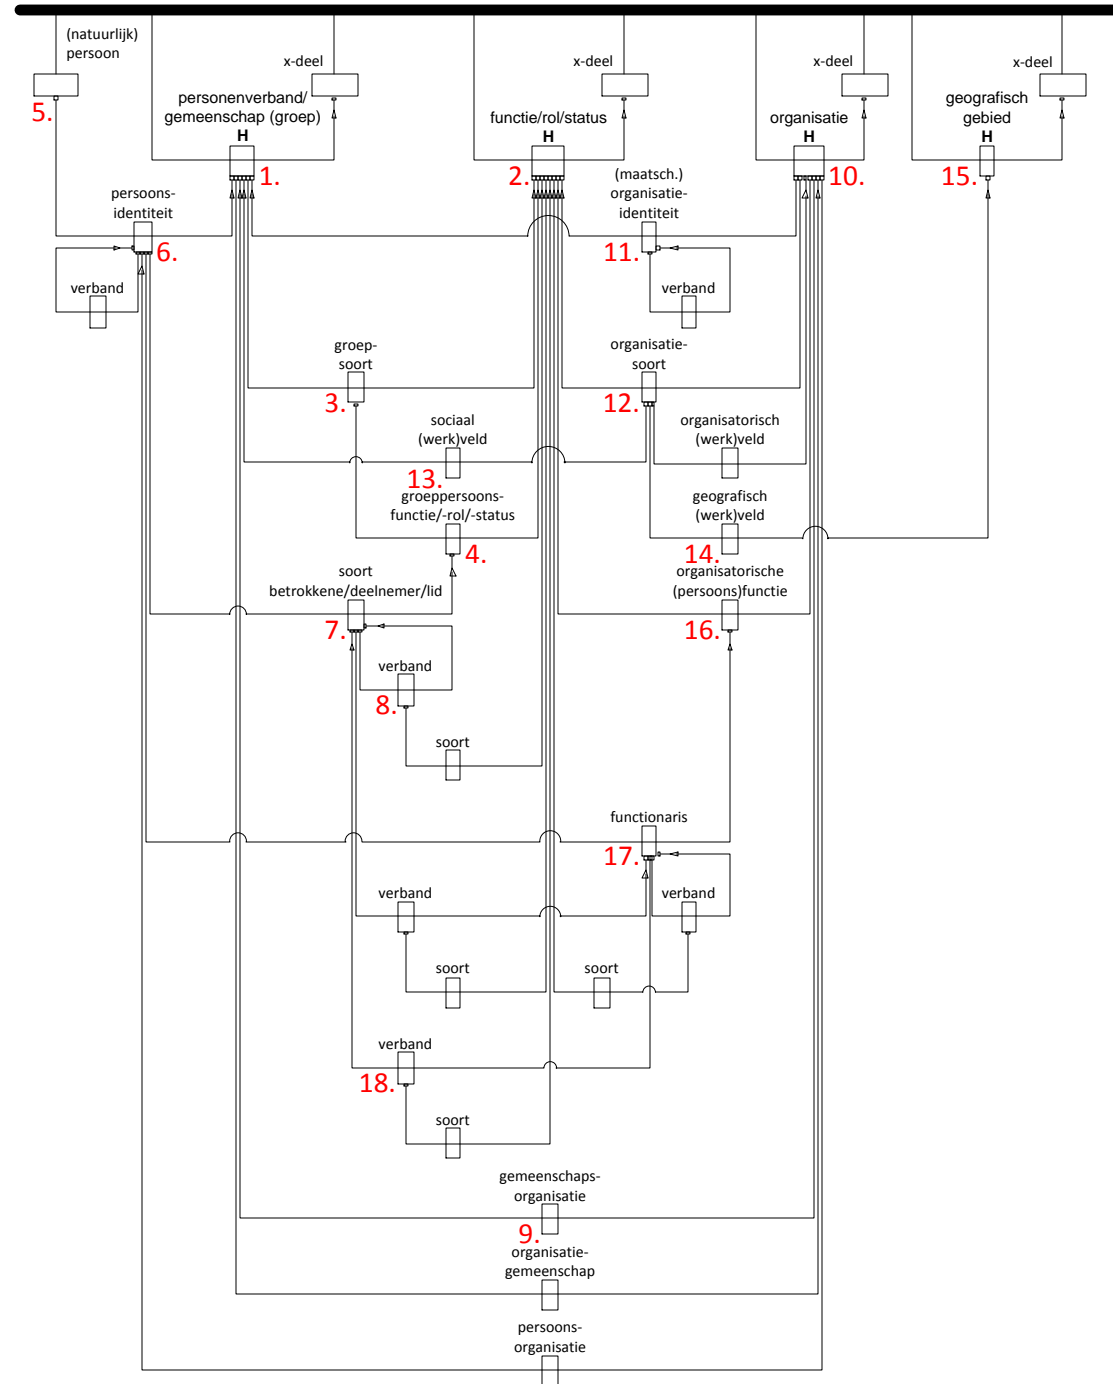 (natuurlijk)
persoon
x-deel
x-deel
x-deel
x-deel
5.
personenverband/
gemeenschap (groep)
H
functie/rol/status
H
organisatie
H
geografisch
gebied
H
1.
2.
10.
15.
persoons-
identiteit
6.
(maatsch.)
organisatie-
identiteit
11.
verband
verband
groep-
soort
3.
organisatie-
soort
12.
sociaal
(werk)veld
13.
organisatorisch
(werk)veld
groeppersoons-
functie/-rol/-status
4.
geografisch
(werk)veld
14.
soort
betrokkene/deelnemer/lid
7.
organisatorische
(persoons)functie
16.
verband
8.
soort
functionaris
17.
verband
verband
soort
soort
verband
18.
soort
gemeenschaps-
organisatie
9.
organisatie-
gemeenschap
persoons-
organisatie